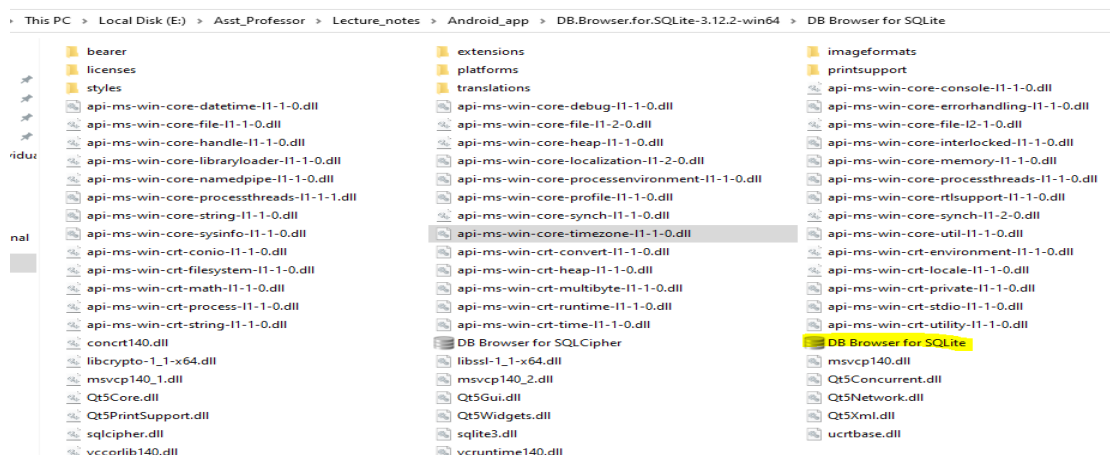 This PC > Local Disk (E:) > Asst_Professor > Lecture_notes > Android_app > DB.Browser.for.SQLite-3.12.2-win64 > DB Browser for SQLite
bearer extensions imageformats
licenses platforms printsupport
styles translations api-ms-win-core-console-l1-1-0.dll
api-ms-win-core-datetime-l1-1-0.dll api-ms-win-core-debug-l1-1-0.dll api-ms-win-core-errorhandling-l1-1-0.dll
api-ms-win-core-file-l1-1-0.dll api-ms-win-core-file-l1-2-0.dll api-ms-win-core-file-l2-1-0.dll
api-ms-win-core-handle-l1-1-0.dll api-ms-win-core-heap-l1-1-0.dll api-ms-win-core-interlocked-l1-1-0.dll
vidua api-ms-win-core-libraryloader-l1-1-0.dll api-ms-win-core-localization-l1-2-0.dll api-ms-win-core-memory-l1-1-0.dll
api-ms-win-core-namedpipe-l1-1-0.dll api-ms-win-core-processenvironment-l1-1-0.dll api-ms-win-core-processthreads-l1-1-0.dll
api-ms-win-core-processthreads-l1-1-1.dll api-ms-win-core-profile-l1-1-0.dll api-ms-win-core-rtlsupport-l1-1-0.dll
api-ms-win-core-string-l1-1-0.dll api-ms-win-core-synch-l1-1-0.dll api-ms-win-core-synch-l1-2-0.dll
nal api-ms-win-core-sysinfo-l1-1-0.dll api-ms-win-core-timezone-l1-1-0.dll api-ms-win-core-util-l1-1-0.dll
api-ms-win-crt-conio-l1-1-0.dll api-ms-win-crt-convert-l1-1-0.dll api-ms-win-crt-environment-l1-1-0.dll
api-ms-win-crt-filesystem-l1-1-0.dll api-ms-win-crt-heap-l1-1-0.dll api-ms-win-crt-locale-l1-1-0.dll
api-ms-win-crt-math-l1-1-0.dll api-ms-win-crt-multibyte-l1-1-0.dll api-ms-win-crt-private-l1-1-0.dll
api-ms-win-crt-process-l1-1-0.dll api-ms-win-crt-runtime-l1-1-0.dll api-ms-win-crt-stdio-l1-1-0.dll
api-ms-win-crt-string-l1-1-0.dll api-ms-win-crt-time-l1-1-0.dll api-ms-win-crt-utility-l1-1-0.dll
concrt140.dll DB Browser for SQLCipher DB Browser for SQLite
libcrypto-1_1-x64.dll libssl-1_1-x64.dll msvcp140.dll
msvcp140_1.dll msvcp140_2.dll Qt5Concurrent.dll
Qt5Core.dll Qt5Gui.dll Qt5Network.dll
Qt5PrintSupport.dll Qt5Widgets.dll Qt5Xml.dll
sqlcipher.dll sqlite3.dll ucrtbase.dll
vccorlib140.dll vcruntime140.dll